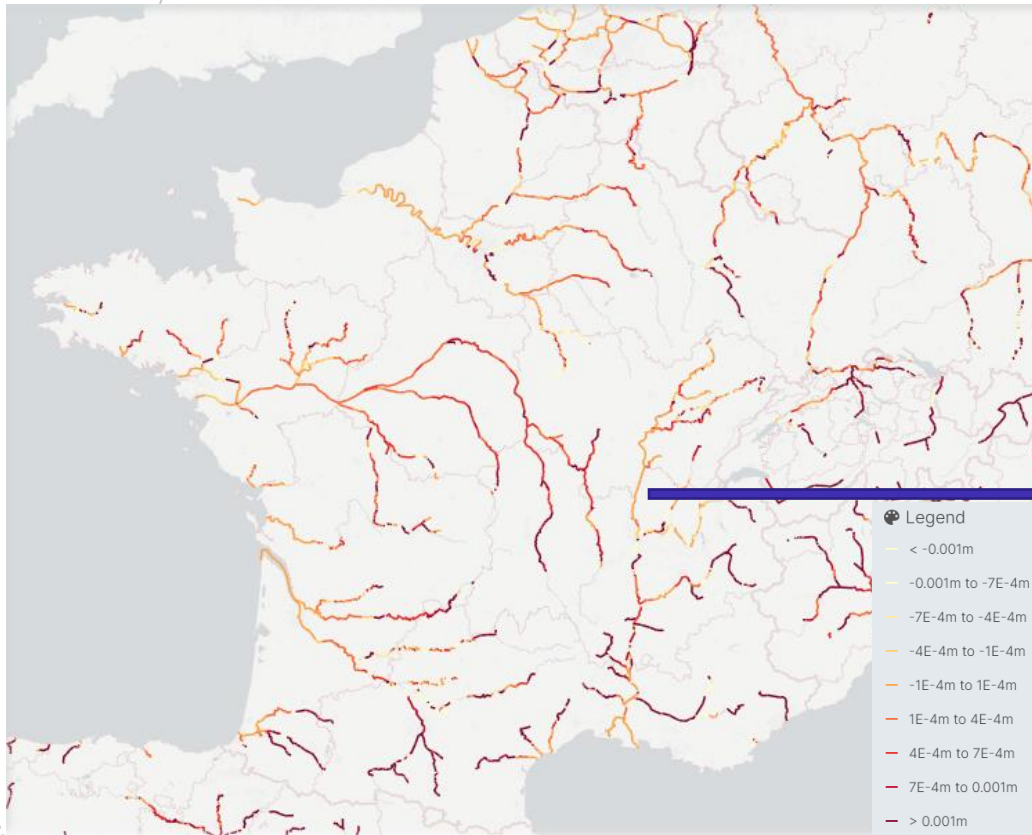 Legend
< -0.001m
-0.001m to -7E-4m
-7E-4m to -4E-4m
-4E-4m to -1E-4m
-1E-4m to 1E-4m
1E-4m to 4E-4m
4E-4m to 7E-4m
7E-4m to 0.001m
> 0.001m